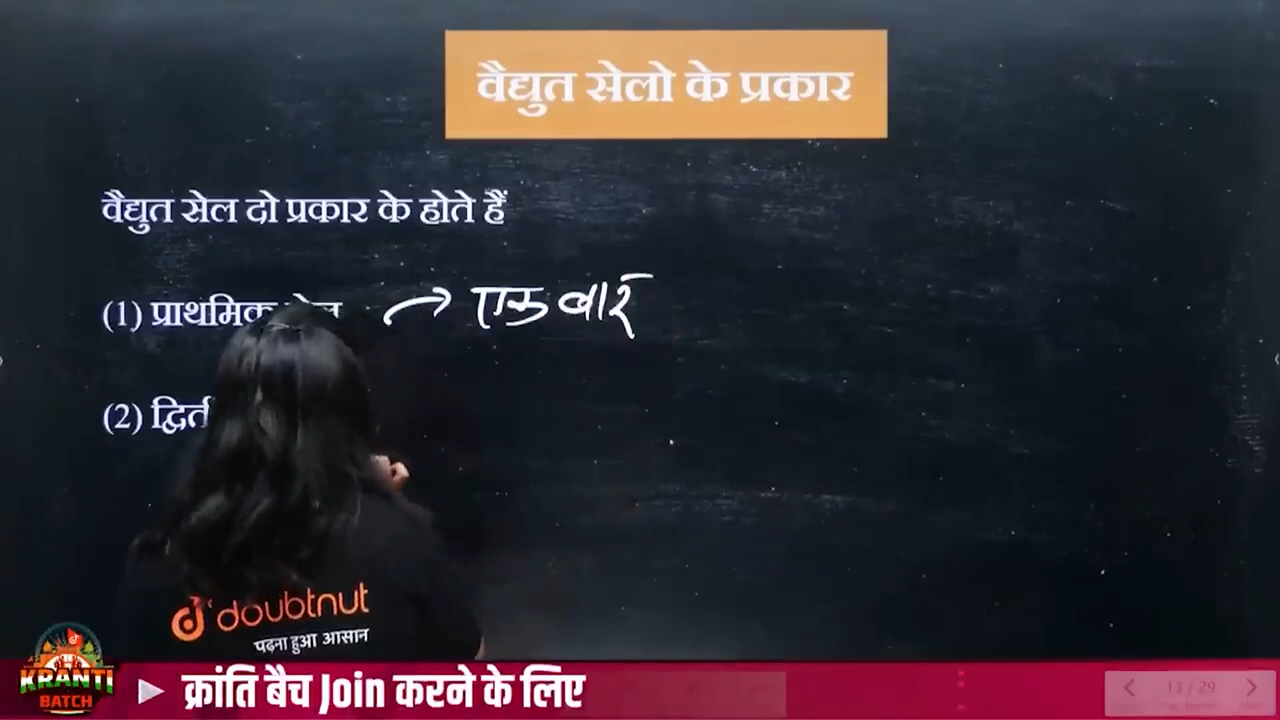 वैद्युत सेलो के प्रकार
वैद्युत सेल दो प्रकार के होते हैं
(1) प्राथमिक → एक बार
(2)
doubtnut
पढ़ना हुआ आसान
KRANTI
BATCH
क्रांति बैच Join करने के लिए
13 / 29